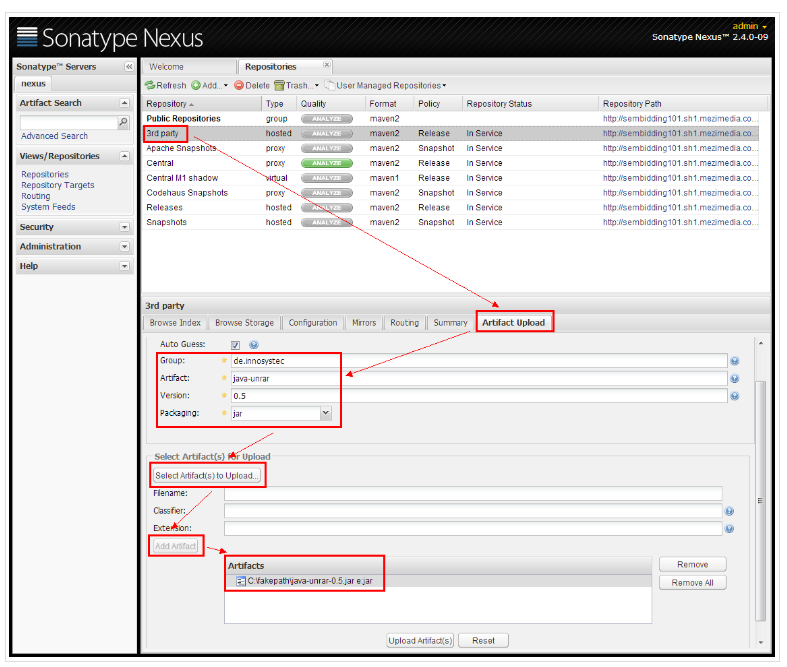 admin
Sonatype Nexus
Sonatype Nexus™ 2.4.0-09
Sonatype™ Servers
nexus
Artifact Search
Advanced Search
Views/Repositories
Repositories
Repository Targets
Routing
System Feeds
Security
Administration
Help
Welcome
Repositories
Refresh Add... Delete Trash... User Managed Repositories
Repository Type Quality Format Policy Repository Status Repository Path
Public Repositories group ANALYZE maven2 http://sembidding101.sh1.mezimedia.co...
3rd party hosted ANALYZE maven2 Release In Service http://sembidding101.sh1.mezimedia.co...
Apache Snapshots proxy ANALYZE maven2 Snapshot In Service http://sembidding101.sh1.mezimedia.co...
Central proxy ANALYZE maven2 Release In Service http://sembidding101.sh1.mezimedia.co...
Central M1 shadow virtual ANALYZE maven1 Release In Service http://sembidding101.sh1.mezimedia.co...
Codehaus Snapshots proxy ANALYZE maven2 Snapshot In Service http://sembidding101.sh1.mezimedia.co...
Releases hosted ANALYZE maven2 Release In Service http://sembidding101.sh1.mezimedia.co...
Snapshots hosted ANALYZE maven2 Snapshot In Service http://sembidding101.sh1.mezimedia.co...
3rd party
Browse Index Browse Storage Configuration Mirrors Routing Summary Artifact Upload
Auto Guess:
Group: de.innosystec
Artifact: java-unrar
Version: 0.5
Packaging: jar
Select Artifact(s) for Upload
Select Artifact(s) to Upload...
Filename:
Classifier:
Extension:
Add Artifact
Artifacts
C:\fakepath\java-unrar-0.5.jar e:jar
Remove
Remove All
Upload Artifact(s) Reset